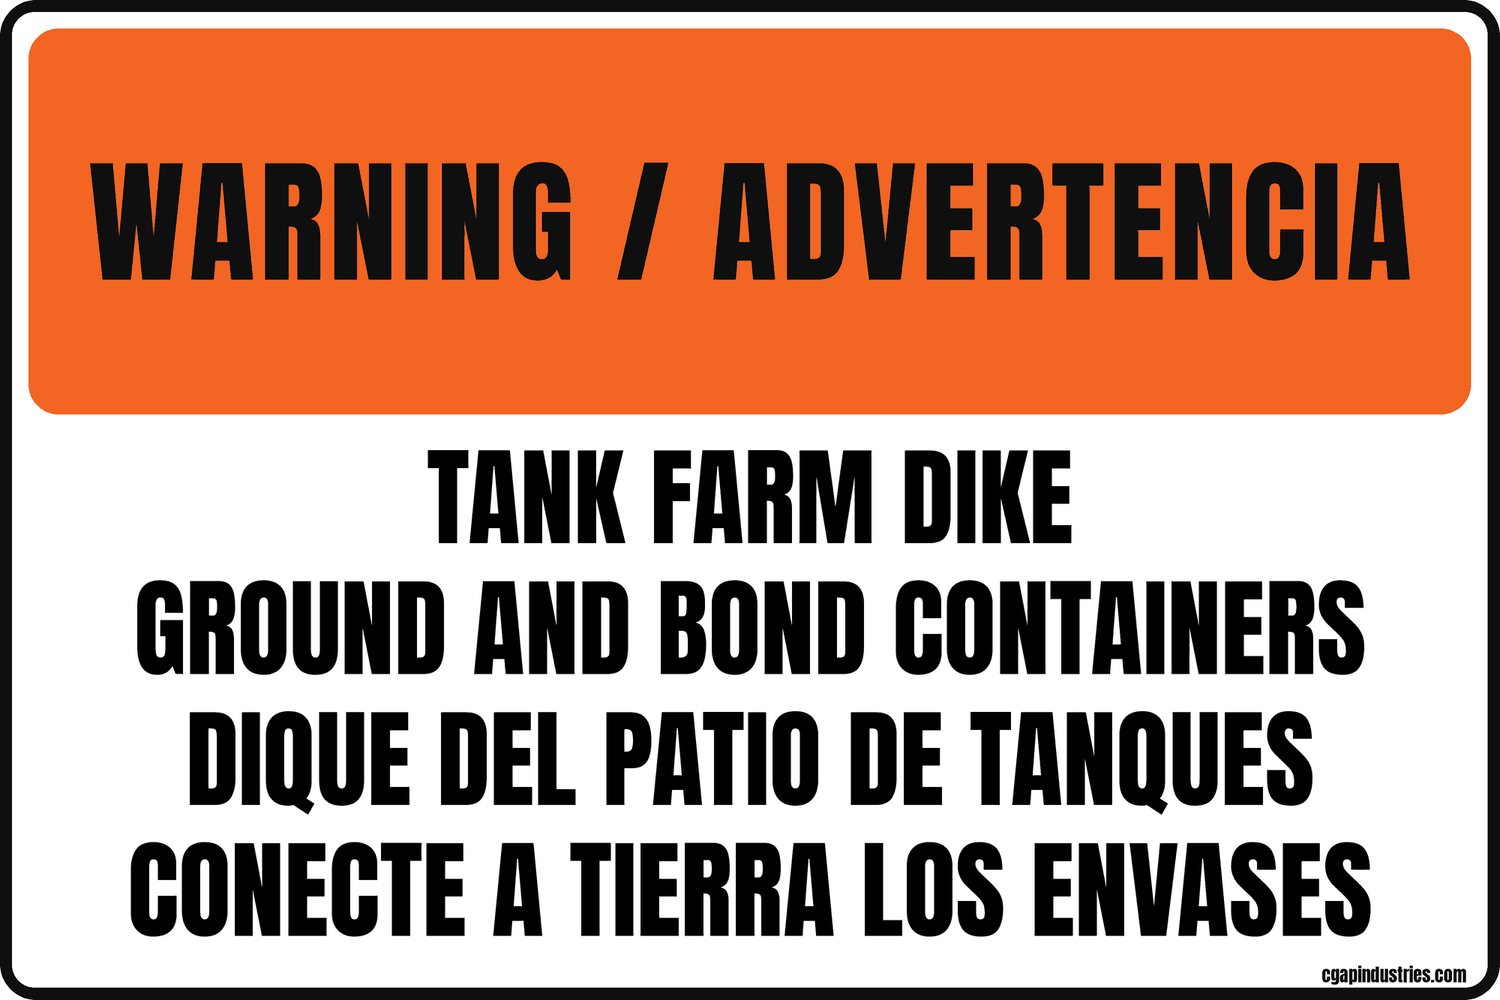 WARNING / ADVERTENCIA
TANK FARM DIKE
GROUND AND BOND CONTAINERS
DIQUE DEL PATIO DE TANQUES
CONECTE A TIERRA LOS ENVASES
cgapindustries.com